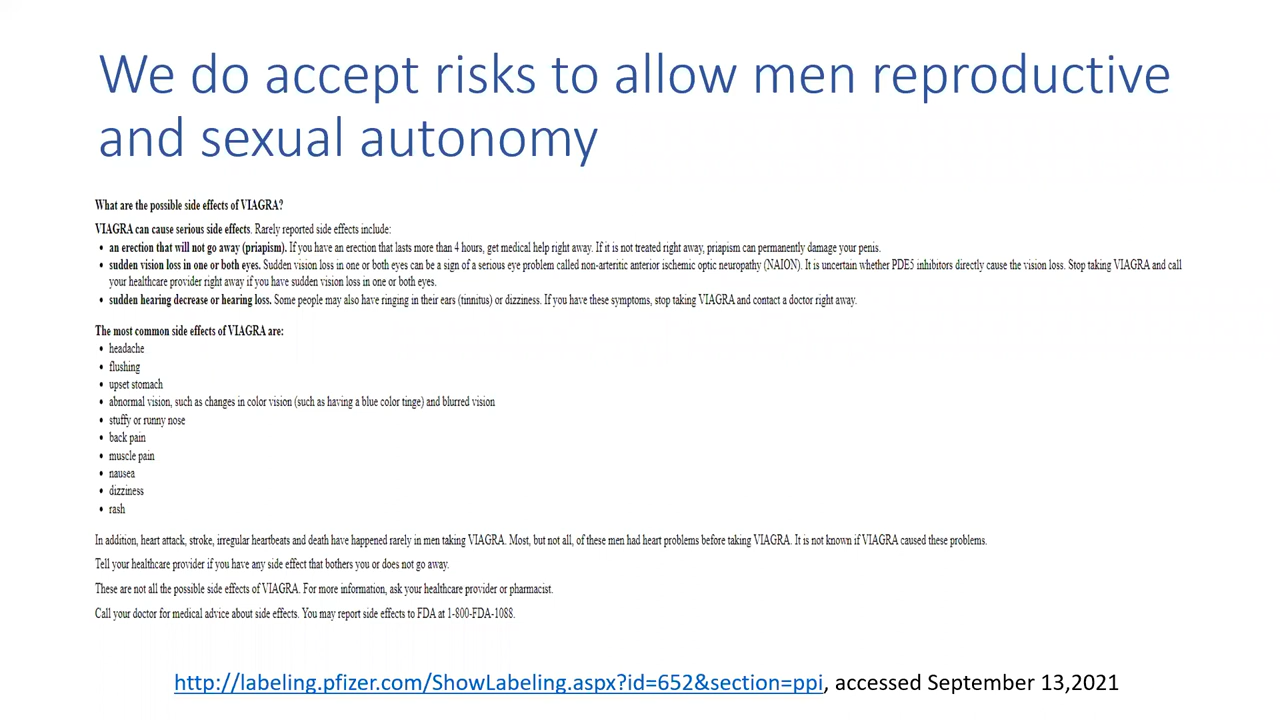 We do accept risks to allow men reproductive
and sexual autonomy
What are the possible side effects of VIAGRA?
VIAGRA can cause serious side effects. Rarely reported side effects include:
• an erection that will not go away (priapism). If you have an erection that lasts more than 4 hours, get medical help right away. If it is not treated right away, priapism can permanently damage your penis.
• sudden vision loss in one or both eyes. Sudden vision loss in one or both eyes can be a sign of a serious eye problem called non-arteritic anterior ischemic optic neuropathy (NAION). It is uncertain whether PDE5 inhibitors directly cause the vision loss. Stop taking VIAGRA and call
your healthcare provider right away if you have sudden vision loss in one or both eyes.
• sudden hearing decrease or hearing loss. Some people may also have ringing in their ears (tinnitus) or dizziness. If you have these symptoms, stop taking VIAGRA and contact a doctor right away.
The most common side effects of VIAGRA are:
• headache
• flushing
• upset stomach
• abnormal vision, such as changes in color vision (such as having a blue color tinge) and blurred vision
• stuffy or runny nose
• back pain
• muscle pain
• nausea
• dizziness
• rash
In addition, heart attack, stroke, irregular heartbeats and death have happened rarely in men taking VIAGRA. Most, but not all, of these men had heart problems before taking VIAGRA. It is not known if VIAGRA caused these problems.
Tell your healthcare provider if you have any side effect that bothers you or does not go away.
These are not all the possible side effects of VIAGRA. For more information, ask your healthcare provider or pharmacist.
Call your doctor for medical advice about side effects. You may report side effects to FDA at 1-800-FDA-1088.
http://labeling.pfizer.com/ShowLabeling.aspx?id=652&section=ppi, accessed September 13,2021